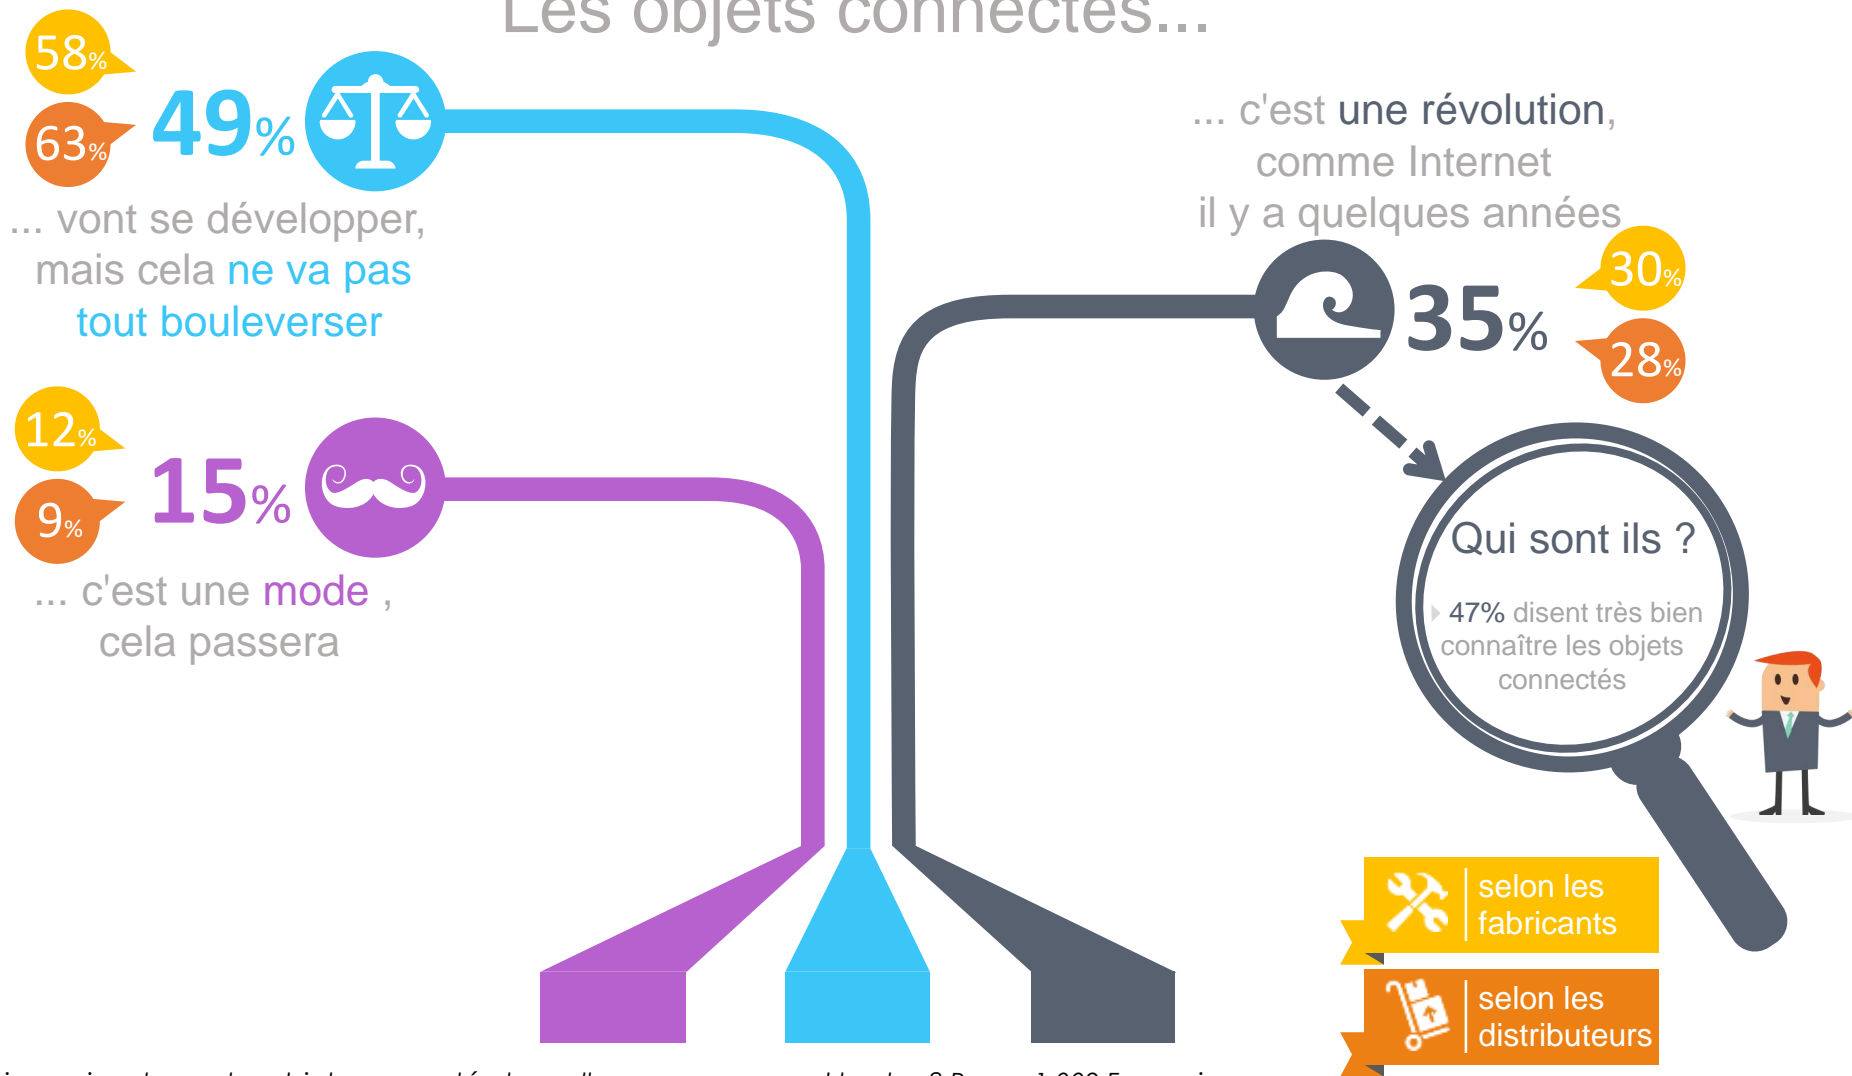 Les objets connectés...
58%
63%
49%
... vont se développer,
mais cela ne va pas
tout bouleverser
12%
9%
15%
... c'est une mode ,
cela passera
... c'est une révolution,
comme Internet
il y a quelques années
35%
30%
28%
Qui sont ils ?
47% disent très bien
connaître les objets
connectés
selon les
fabricants
selon les
distributeurs